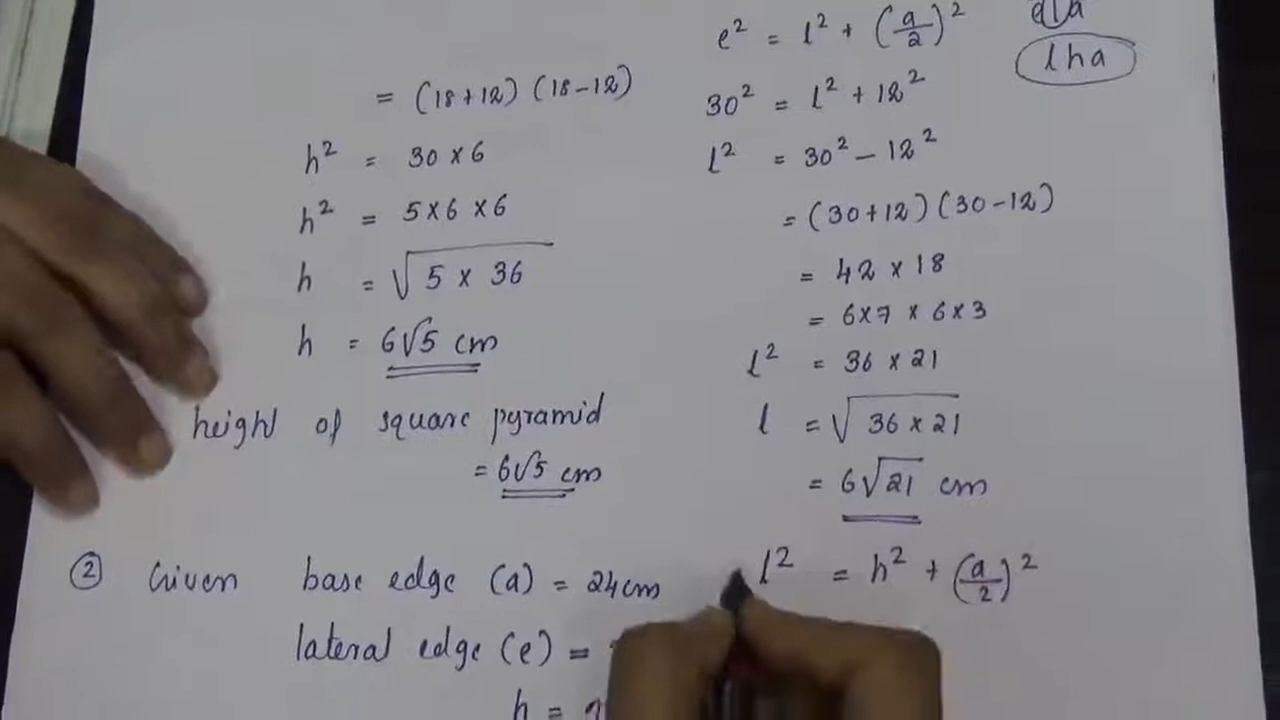 = (18+12) (18-12)
h² = 30 × 6
h² = 5×6 ×6
h = √(5 × 36)
h = 6√5 cm
height of square pyramid
= 6√5 cm
② Given base edge (a) = 24cm
lateral edge (e) =
h =
e² = l² + (a/2)²
30² = l² + 12²
l² = 30² - 12²
= (30+12) (30-12)
= 42 × 18
= 6×7 × 6×3
l² = 36 × 21
l = √(36 × 21)
= 6√21 cm
l² = h² + (a/2)²
lha